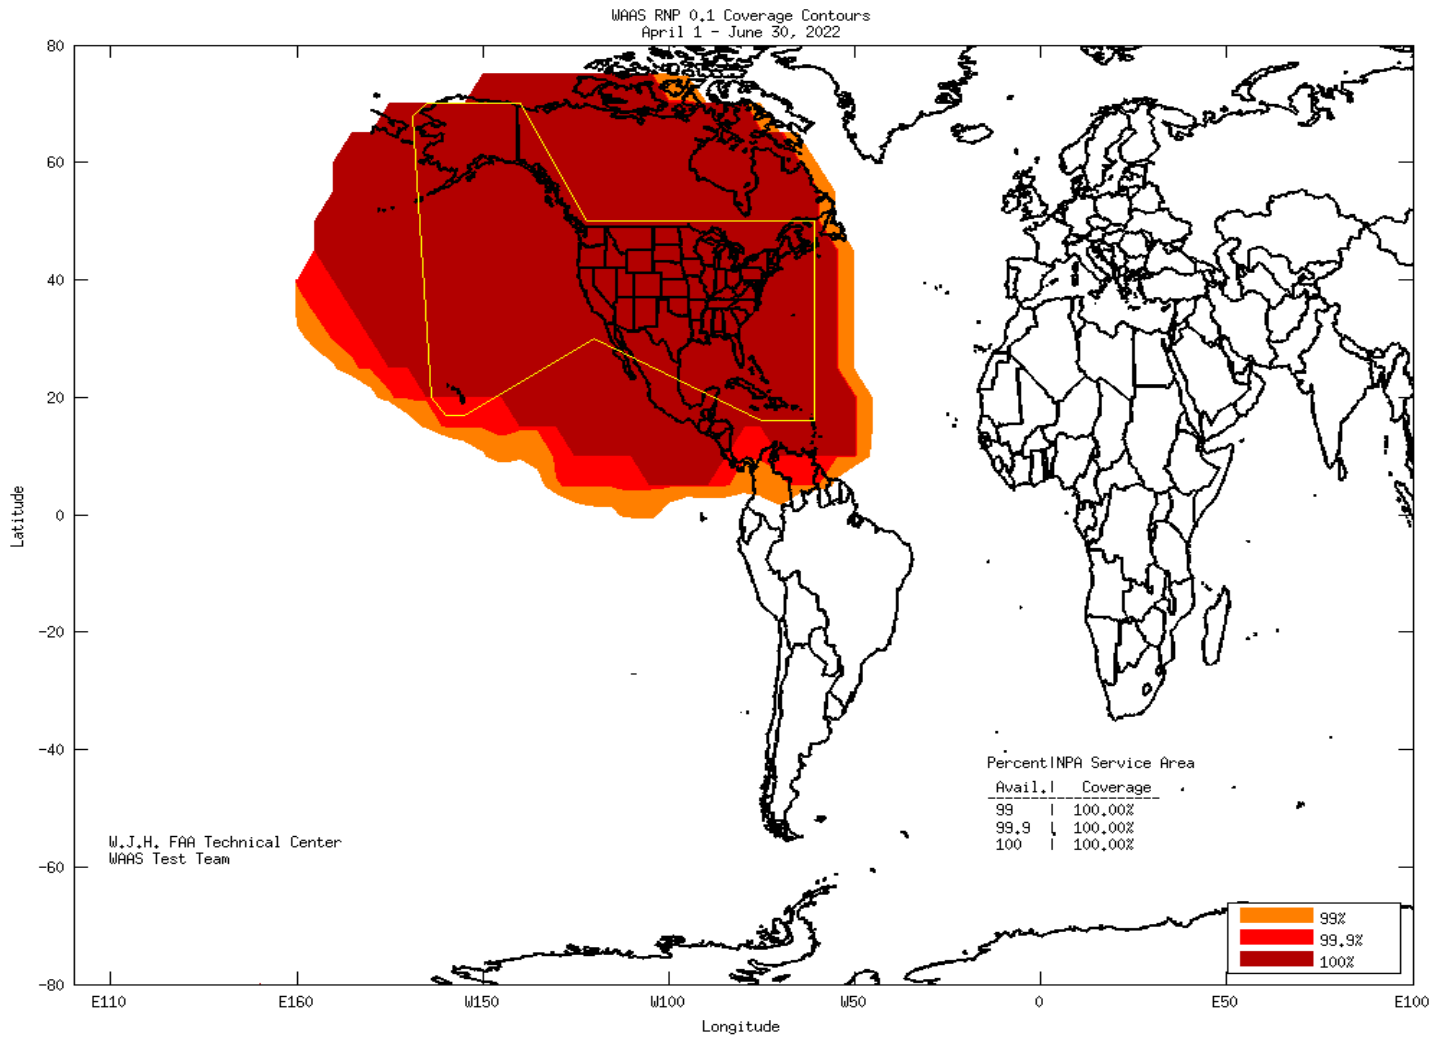 WAAS RNP 0.1 Coverage Contours
April 1 - June 30, 2022
80
60
40
20
0
-20
-40
-60
-80
Latitude
Percent|NPA Service Area
Avail.| Coverage
99 | 100.00%
99.9 | 100.00%
100 | 100.00%
W.J.H. FAA Technical Center
WAAS Test Team
99%
99.9%
100%
E110 E160 W150 W100 W50 0 E50 E100
Longitude